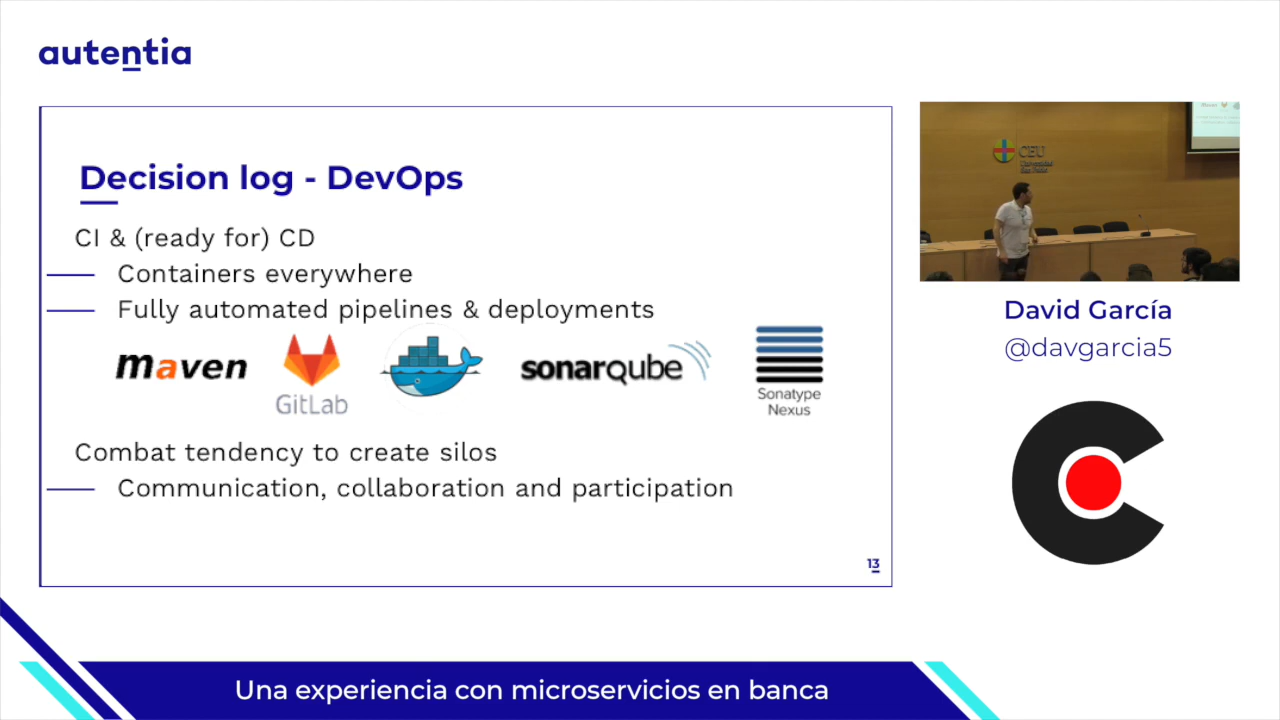 autentia
Decision log - DevOps
CI & (ready for) CD
Containers everywhere
Fully automated pipelines & deployments
maven
GitLab
sonarqube
Sonatype
Nexus
Combat tendency to create silos
Communication, collaboration and participation
13
CEU
David García
@davgarcia5
Una experiencia con microservicios en banca